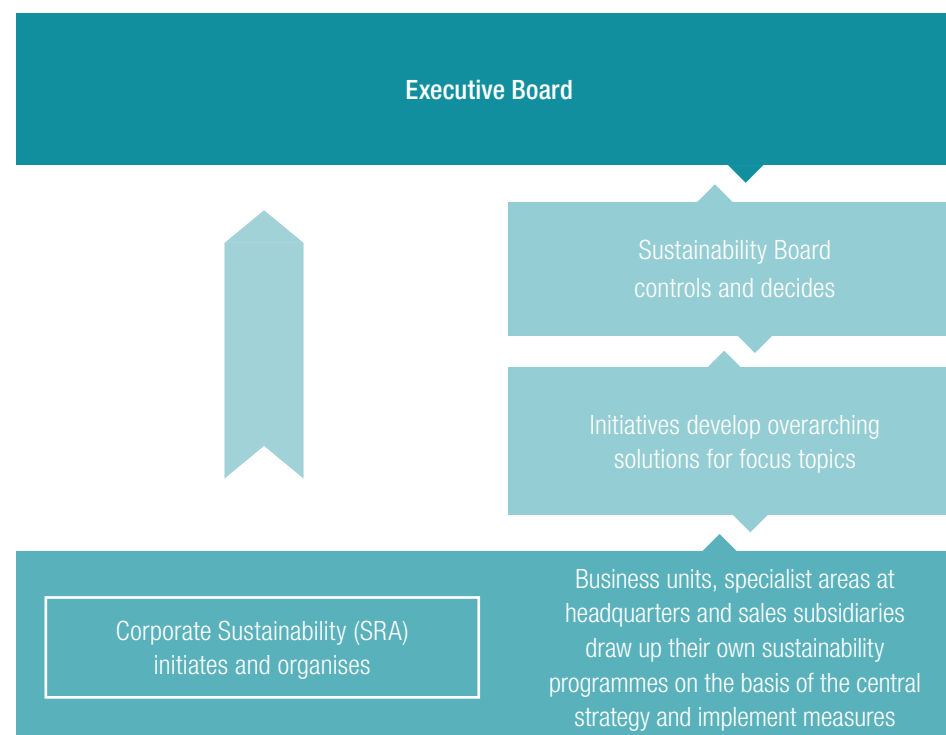 Executive Board
Sustainability Board
controls and decides
Initiatives develop overarching
solutions for focus topics
Corporate Sustainability (SRA)
initiates and organises
Business units, specialist areas at
headquarters and sales subsidiaries
draw up their own sustainability
programmes on the basis of the central
strategy and implement measures